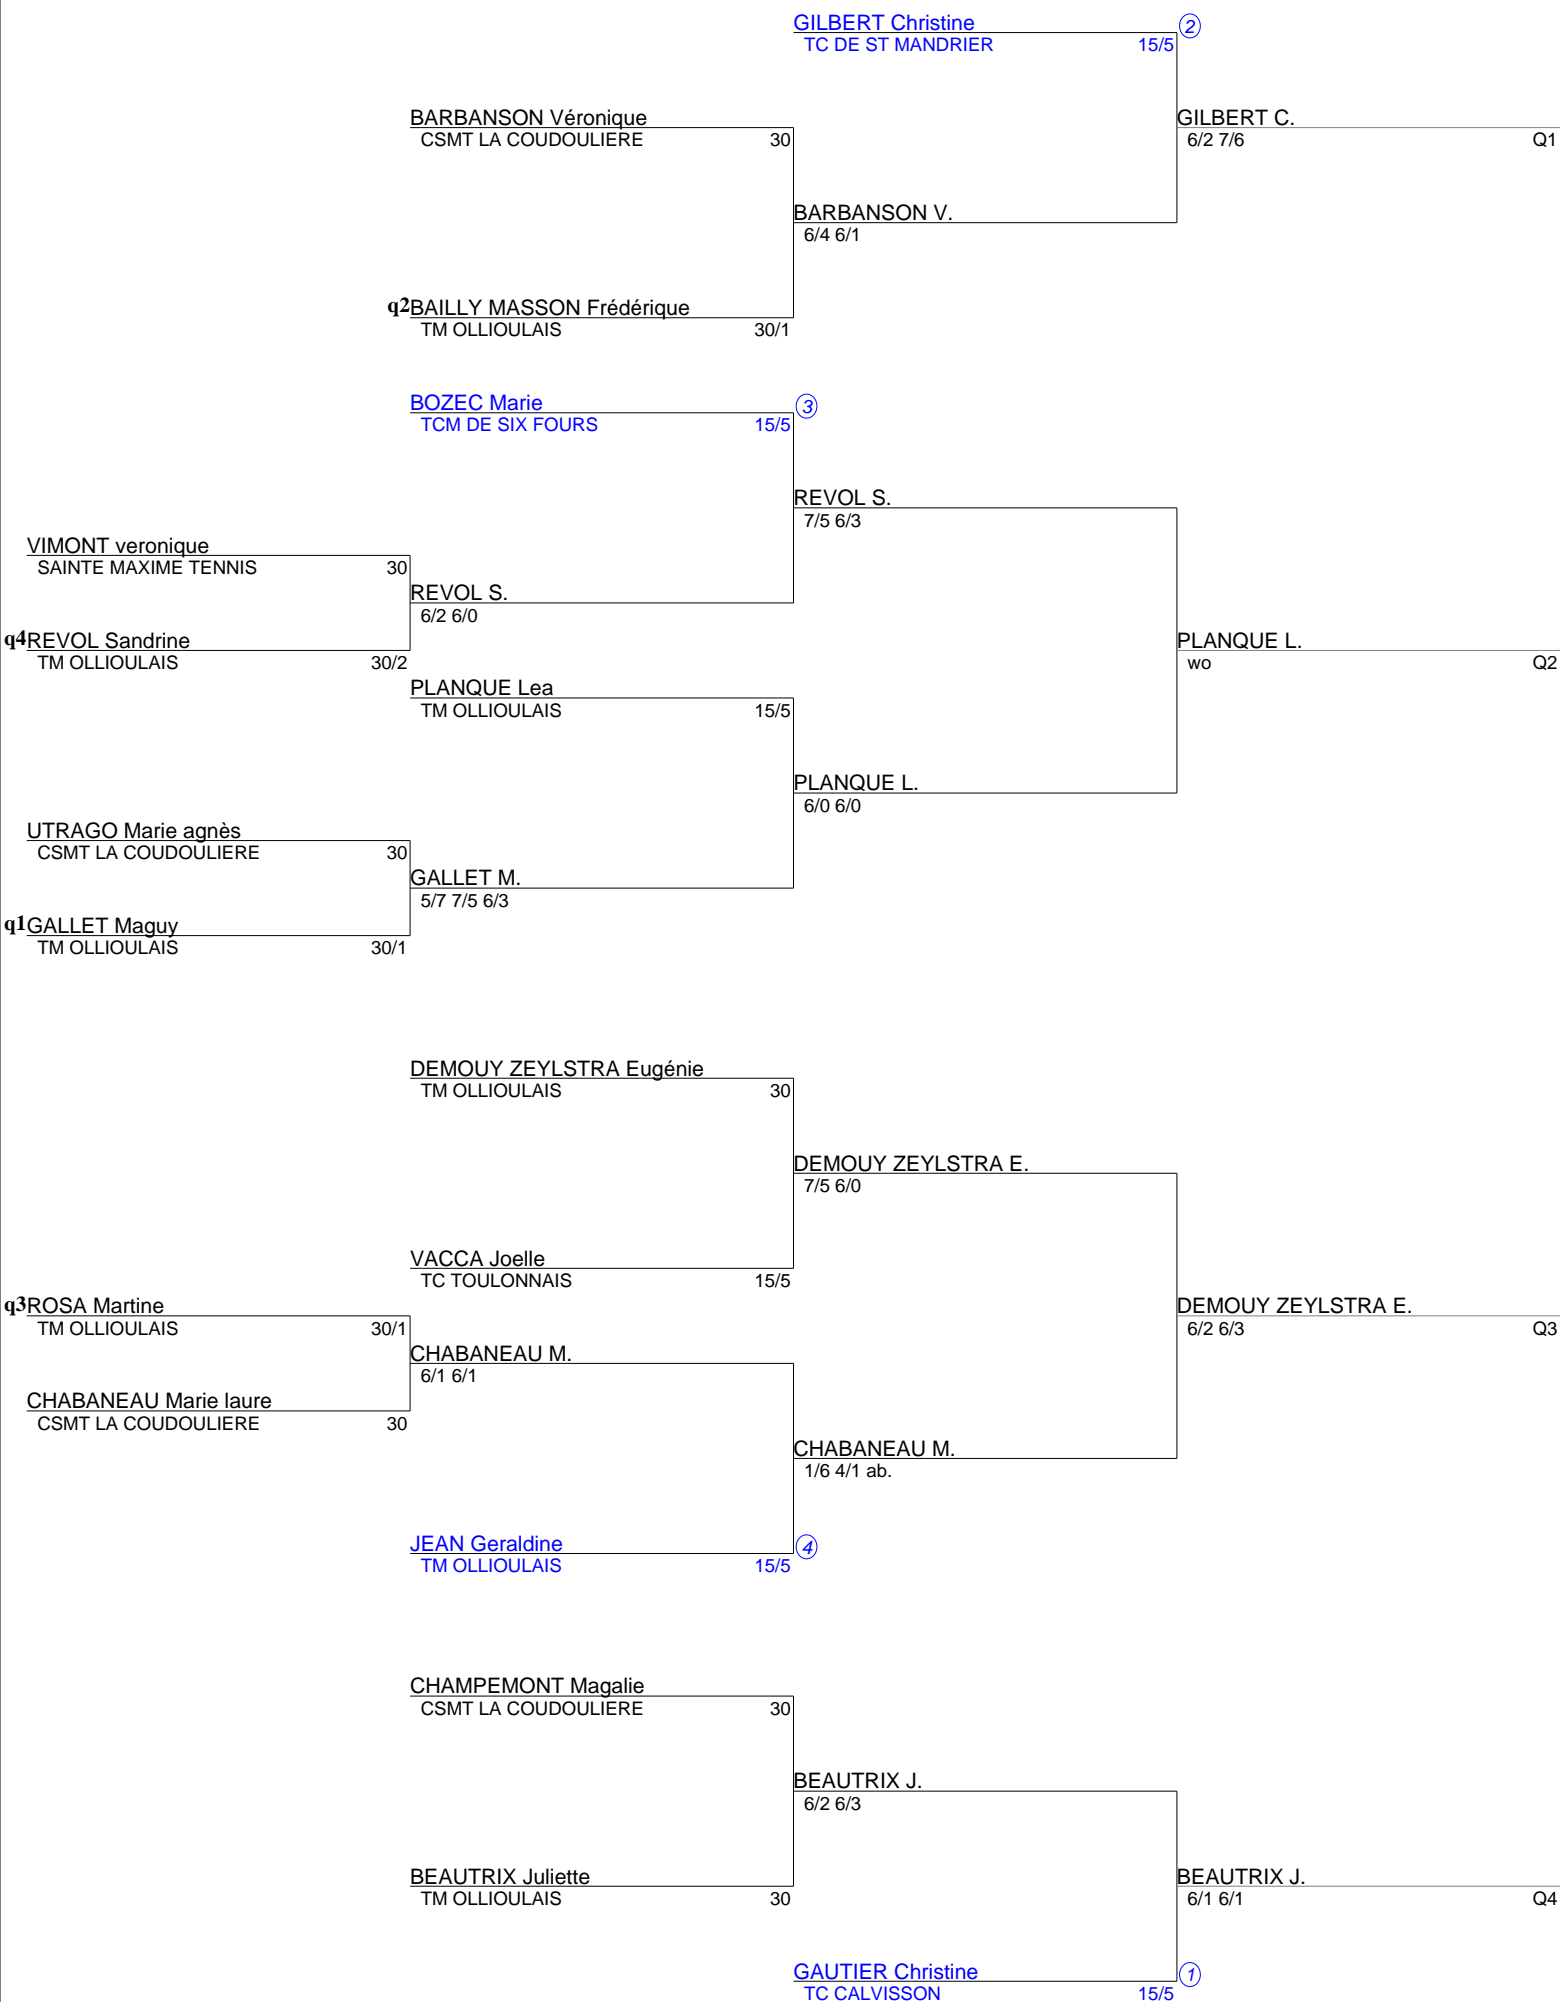 GILBERT Christine 2
TC DE ST MANDRIER 15/5
BARBANSON Véronique
CSMT LA COUDOULIERE 30
GILBERT C.
6/2 7/6 Q1
BARBANSON V.
6/4 6/1
q2 BAILLY MASSON Frédérique
TM OLLIOULAIS 30/1
BOZEC Marie 3
TCM DE SIX FOURS 15/5
REVOL S.
7/5 6/3
VIMONT veronique
SAINTE MAXIME TENNIS 30
REVOL S.
6/2 6/0
q4 REVOL Sandrine
TM OLLIOULAIS 30/2
PLANQUE L.
wo Q2
PLANQUE Lea
TM OLLIOULAIS 15/5
PLANQUE L.
6/0 6/0
UTRAGO Marie agnès
CSMT LA COUDOULIERE 30
GALLET M.
5/7 7/5 6/3
q1 GALLET Maguy
TM OLLIOULAIS 30/1
DEMOUY ZEYLSTRA Eugénie
TM OLLIOULAIS 30
DEMOUY ZEYLSTRA E.
7/5 6/0
VACCA Joelle
TC TOULONNAIS 15/5
q3 ROSA Martine
TM OLLIOULAIS 30/1
DEMOUY ZEYLSTRA E.
6/2 6/3 Q3
CHABANEAU M.
6/1 6/1
CHABANEAU Marie laure
CSMT LA COUDOULIERE 30
CHABANEAU M.
1/6 4/1 ab.
JEAN Geraldine 4
TM OLLIOULAIS 15/5
CHAMPEMONT Magalie
CSMT LA COUDOULIERE 30
BEAUTRIX J.
6/2 6/3
BEAUTRIX Juliette
TM OLLIOULAIS 30
BEAUTRIX J.
6/1 6/1 Q4
GAUTIER Christine 1
TC CALVISSON 15/5